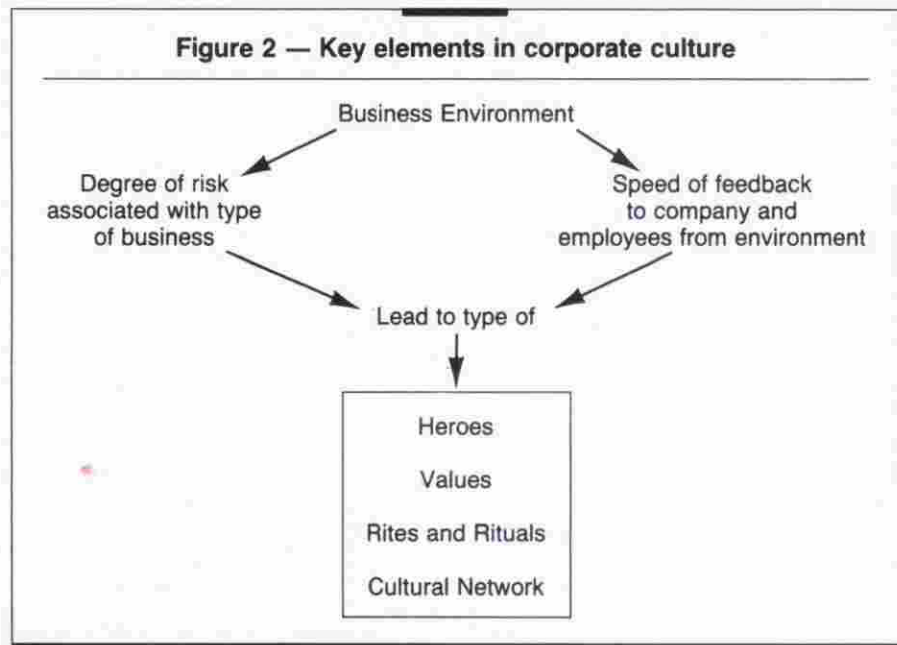 Figure 2 — Key elements in corporate culture
Business Environment
Degree of risk
associated with type
of business
Speed of feedback
to company and
employees from environment
Lead to type of
Heroes
Values
Rites and Rituals
Cultural Network